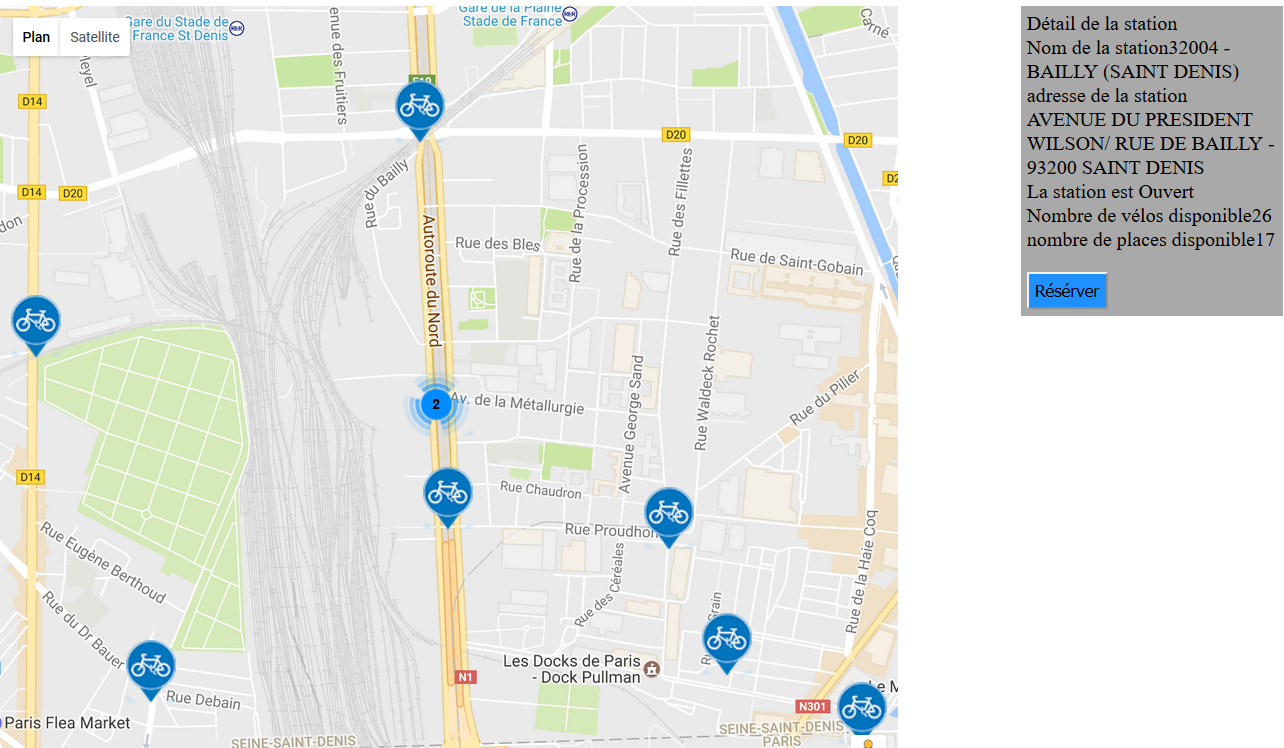 Gare du Stade de
France St Denis
RER
Gare de la Plaine
Stade de France
RER
Carné
Plan
Satellite
enue des Fruitiers
leyel
D14
D20
D20
Rue du Bailly
D14
D20
Autoroute du Nord
Rue de la Procession
Rue des Fillettes
don
Rue des Bles
Rue de Saint-Gobain
2
Av. de la Métallurgie
Avenue George Sand
Rue Waldeck Rochet
Rue du Pilier
D14
Rue Chaudron
Rue Proudhon
Rue Eugène Berthoud
Rue des Céréales
Rue de la Haie Coq
Rue du Dr Bauer
Grain
Les Docks de Paris
- Dock Pullman
N1
Rue Debain
Le M
N301
Paris Flea Market
SEINE-SAINT-DENIS
SEINE-SAINT-DENIS
PARIS
Détail de la station
Nom de la station32004 -
BAILLY (SAINT DENIS)
adresse de la station
AVENUE DU PRESIDENT
WILSON/ RUE DE BAILLY -
93200 SAINT DENIS
La station est Ouvert
Nombre de vélos disponible26
nombre de places disponible17
Résérver